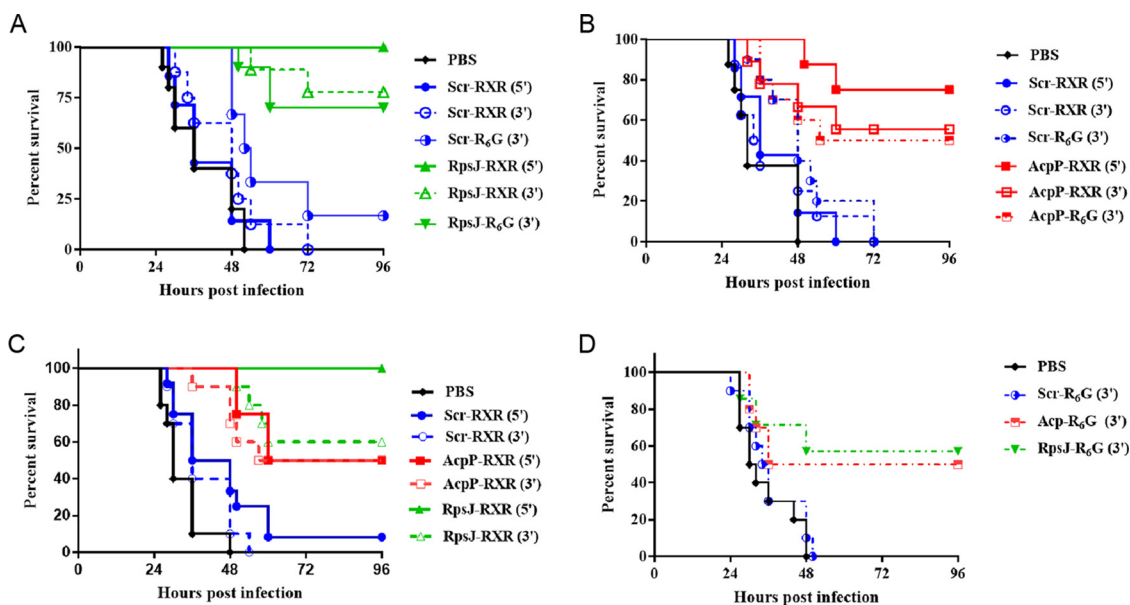 A
Percent survival
100
75
50
25
0
0 24 48 72 96
Hours post infection
PBS
Scr-RXR (5')
Scr-RXR (3')
Scr-R₆G (3')
RpsJ-RXR (5')
RpsJ-RXR (3')
RpsJ-R₆G (3')
B
Percent survival
100
80
60
40
20
0
0 24 48 72 96
Hours post infection
PBS
Scr-RXR (5')
Scr-RXR (3')
Scr-R₆G (3')
AcpP-RXR (5')
AcpP-RXR (3')
AcpP-R₆G (3')
C
Percent survival
100
80
60
40
20
0
0 24 48 72 96
Hours post infection
PBS
Scr-RXR (5')
Scr-RXR (3')
AcpP-RXR (5')
AcpP-RXR (3')
RpsJ-RXR (5')
RpsJ-RXR (3')
D
Percent survival
100
80
60
40
20
0
0 24 48 72 96
Hours post infection
PBS
Scr-R₆G (3')
Acp-R₆G (3')
RpsJ-R₆G (3')